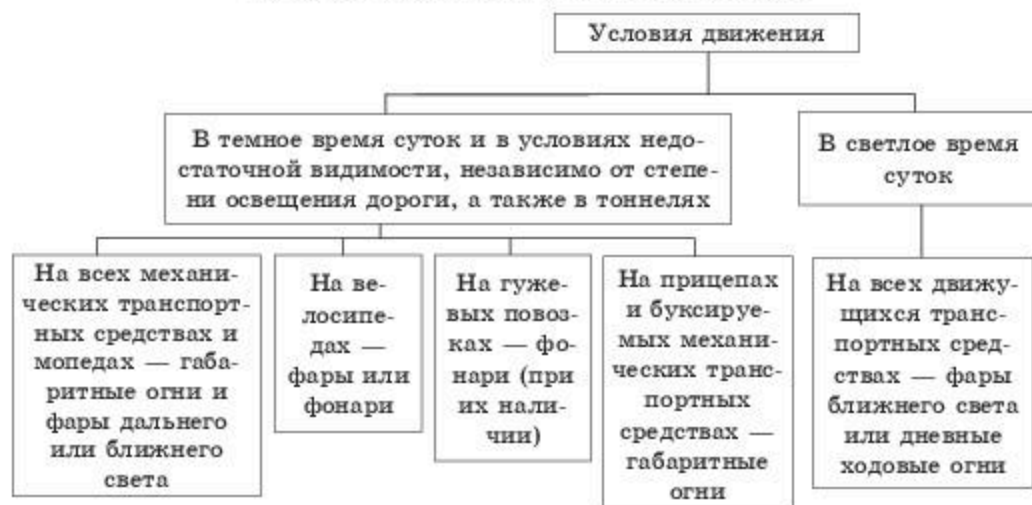 Условия движения
В темное время суток и в условиях недо-
статочной видимости, независимо от степе-
ни освещения дороги, а также в тоннелях
В светлое время
суток
На всех механи-
ческих транспорт-
ных средствах и
мопедах — габа-
ритные огни и
фары дальнего
или ближнего
света
На ве-
лосипе-
дах —
фары или
фонари
На гуже-
вых повоз-
ках — фо-
нари (при
их нали-
чии)
На прицепах
и буксируе-
мых механи-
ческих транс-
портных
средствах —
габаритные
огни
На всех движу-
щихся транс-
портных сред-
ствах — фары
ближнего света
или дневные
ходовые огни